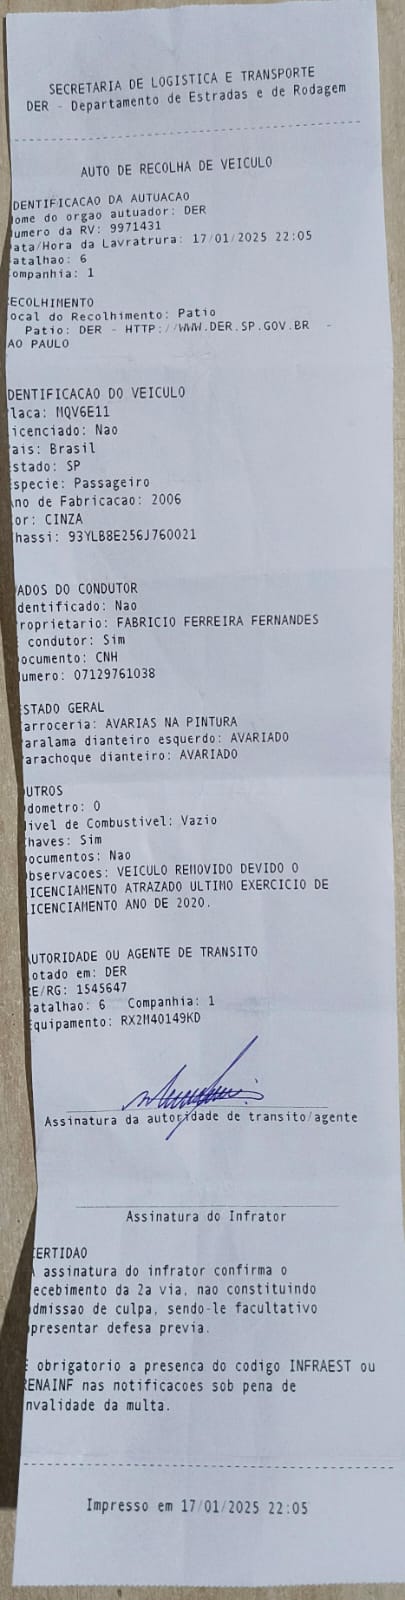 SECRETARIA DE LOGISTICA E TRANSPORTE
DER - Departamento de Estradas e de Rodagem
AUTO DE RECOLHA DE VEICULO
DENTIFICACAO DA AUTUACAO
ome do orgao autuador: DER
umero da RV: 9971431
ata/Hora da Lavratrura: 17/01/2025 22:05
atalhao: 6
ompanhia: 1
ECOLHIMENTO
ocal do Recolhimento: Patio
Patio: DER - HTTP://WWW.DER.SP.GOV.BR -
AO PAULO
DENTIFICACAO DO VEICULO
laca: MQV6E11
icenciado: Nao
ais: Brasil
stado: SP
specie: Passageiro
no de Fabricacao: 2006
or: CINZA
hassi: 93YLB8E256J760021
ADOS DO CONDUTOR
dentificado: Nao
roprietario: FABRICIO FERREIRA FERNANDES
condutor: Sim
ocumento: CNH
umero: 07129761038
STADO GERAL
arroceria: AVARIAS NA PINTURA
aralama dianteiro esquerdo: AVARIADO
arachoque dianteiro: AVARIADO
UTROS
dometro: 0
ivel de Combustivel: Vazio
haves: Sim
ocumentos: Nao
bservacoes: VEICULO REMOVIDO DEVIDO O
ICENCIAMENTO ATRAZADO ULTIMO EXERCICIO DE
ICENCIAMENTO ANO DE 2020.
UTORIDADE OU AGENTE DE TRANSITO
otado em: DER
RE/RG: 1545647
atalhao: 6 Companhia: 1
quipamento: RX2M40149KD
Assinatura da autoridade de transito/agente
Assinatura do Infrator
ERTIDAO
assinatura do infrator confirma o
ecebimento da 2a via, nao constituindo
dmissao de culpa, sendo-le facultativo
presentar defesa previa.
obrigatorio a presenca do codigo INFRAEST ou
RENAINF nas notificacoes sob pena de
nvalidade da multa.
Impresso em 17/01/2025 22:05